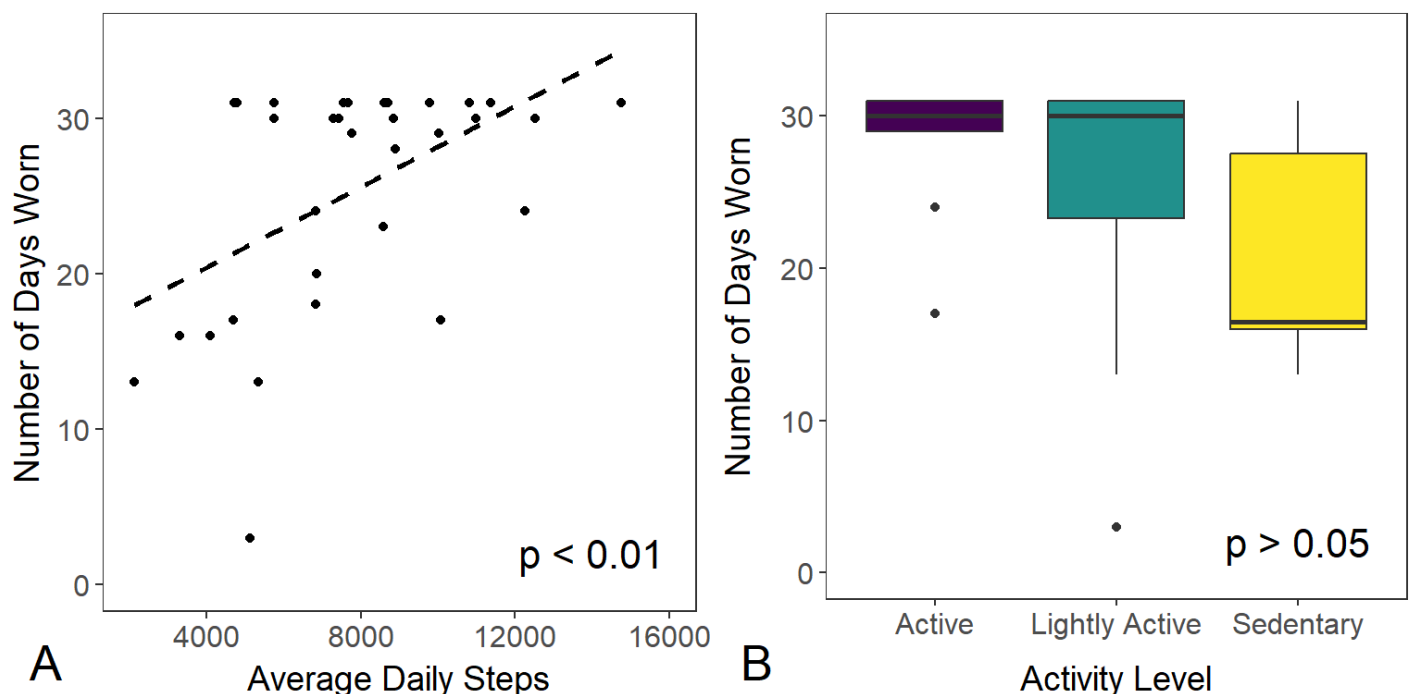 Number of Days Worn
30
20
10
0
p < 0.01
4000 8000 12000 16000
A Average Daily Steps
Number of Days Worn
30
20
10
0
p > 0.05
Active Lightly Active Sedentary
B Activity Level